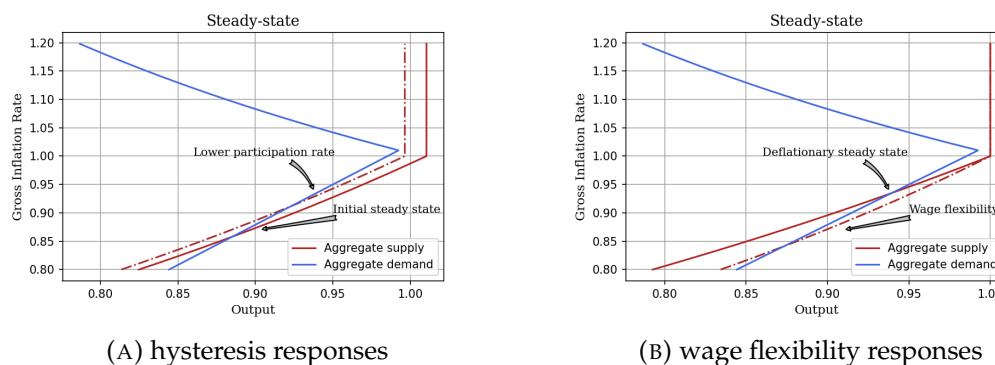 Steady-state
1.20
1.15
1.10
1.05
1.00
0.95
0.90
0.85
0.80
Gross Inflation Rate
Lower participation rate
Initial steady state
Aggregate supply
Aggregate demand
0.80 0.85 0.90 0.95 1.00
Output
(A) hysteresis responses
Steady-state
1.20
1.15
1.10
1.05
1.00
0.95
0.90
0.85
0.80
Gross Inflation Rate
Deflationary steady state
Wage flexibility
Aggregate supply
Aggregate demand
0.80 0.85 0.90 0.95 1.00
Output
(B) wage flexibility responses